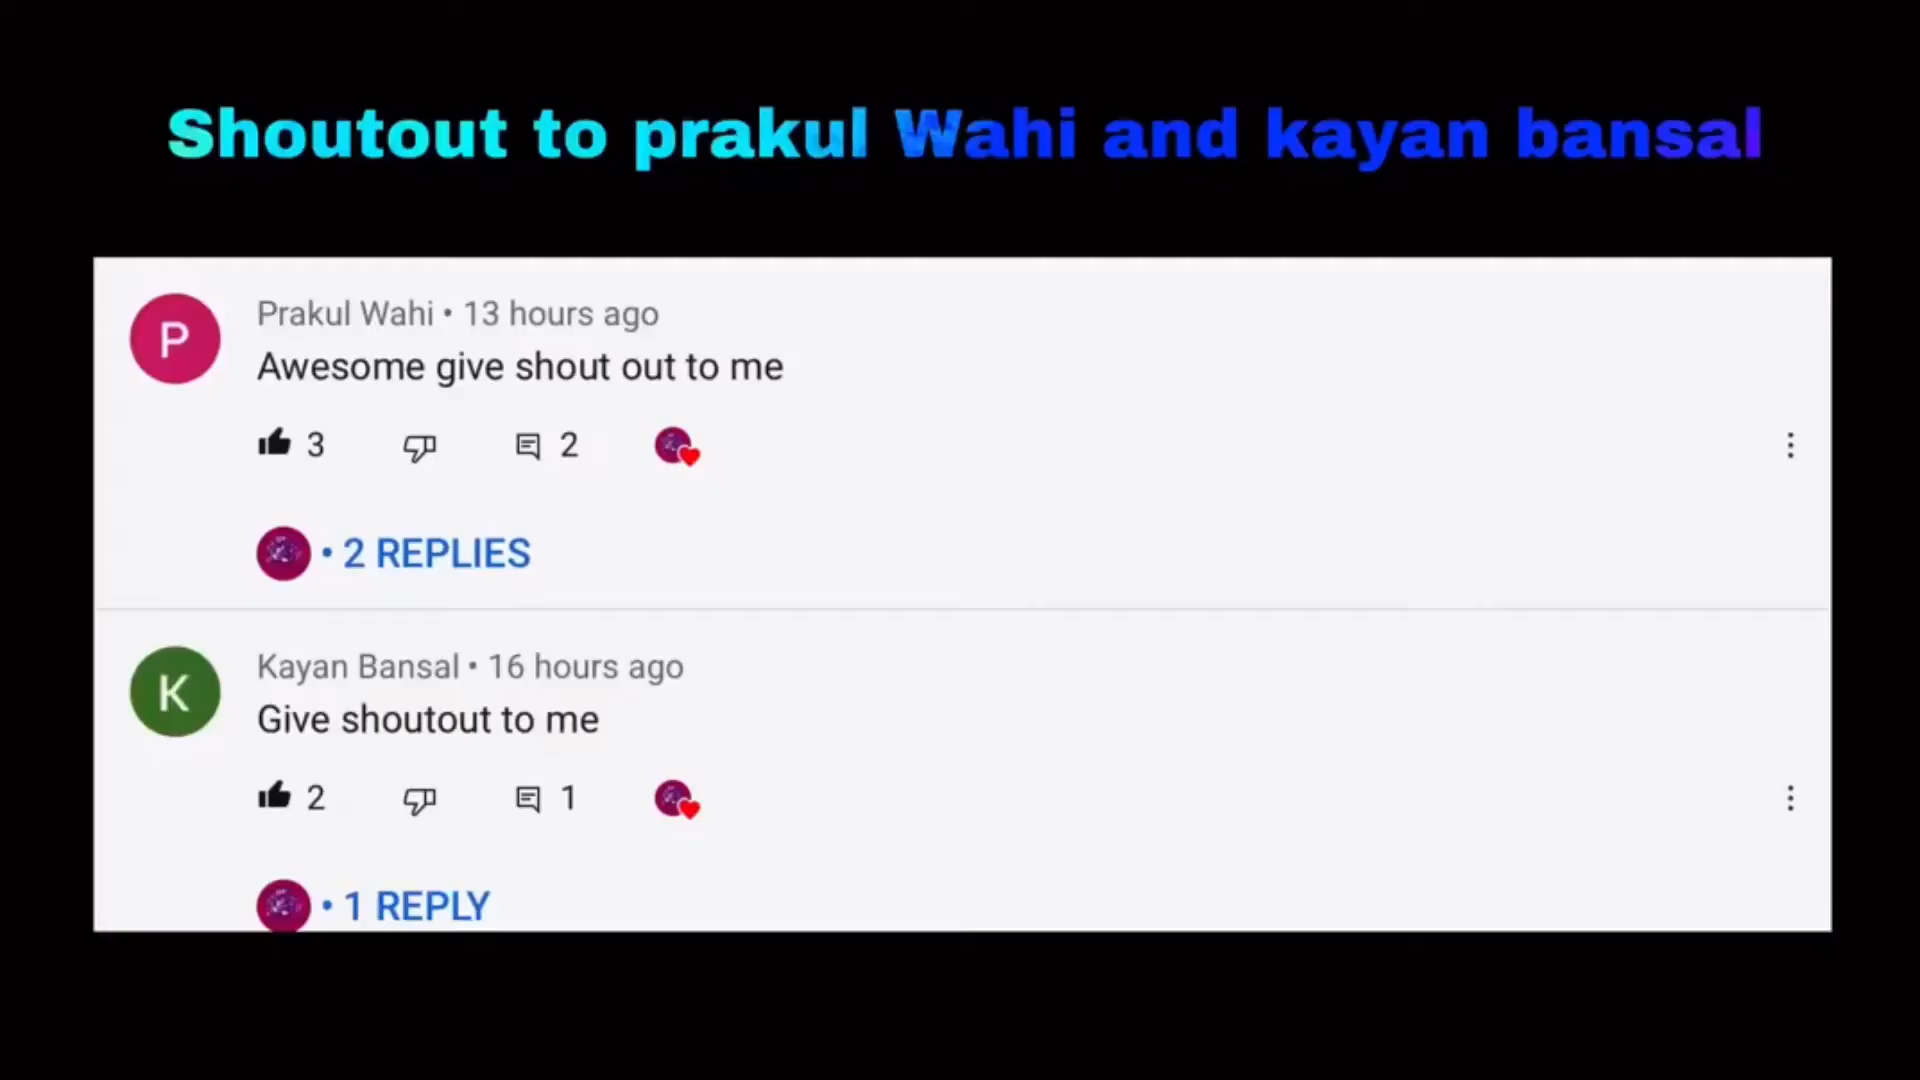 Shoutout to prakul Wahi and kayan bansal
P
Prakul Wahi • 13 hours ago
Awesome give shout out to me
3 2
• 2 REPLIES
K
Kayan Bansal • 16 hours ago
Give shoutout to me
2 1
• 1 REPLY